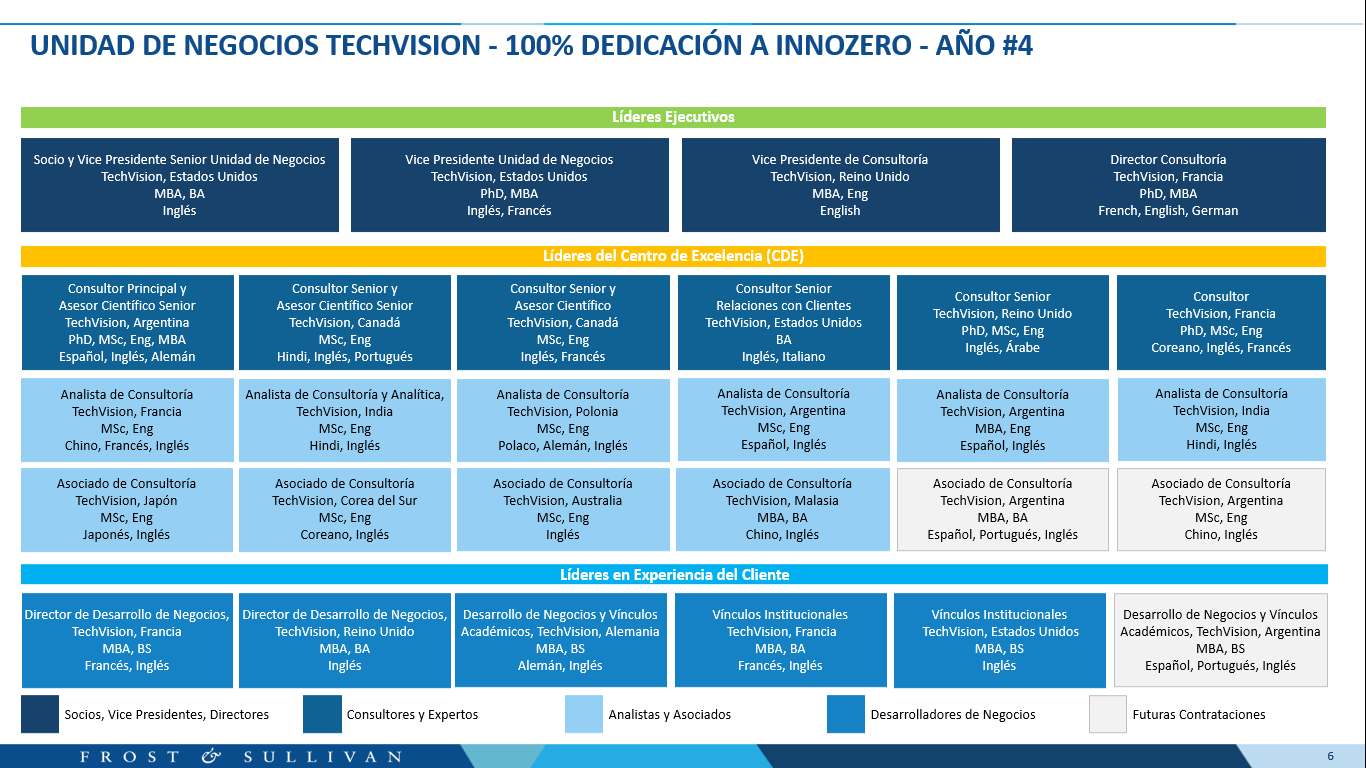 UNIDAD DE NEGOCIOS TECHVISION - 100% DEDICACIÓN A INNOZERO - AÑO #4
Líderes Ejecutivos
Socio y Vice Presidente Senior Unidad de Negocios
TechVision, Estados Unidos
MBA, BA
Inglés
Vice Presidente Unidad de Negocios
TechVision, Estados Unidos
PhD, MBA
Inglés, Francés
Vice Presidente de Consultoría
TechVision, Reino Unido
MBA, Eng
English
Director Consultoría
TechVision, Francia
PhD, MBA
French, English, German
Líderes del Centro de Excelencia (CDE)
Consultor Principal y
Asesor Científico Senior
TechVision, Argentina
PhD, MSc, Eng, MBA
Español, Inglés, Alemán
Consultor Senior y
Asesor Científico Senior
TechVision, Canadá
MSc, Eng
Hindi, Inglés, Portugués
Consultor Senior y
Asesor Científico
TechVision, Canadá
MSc, Eng
Inglés, Francés
Consultor Senior
Relaciones con Clientes
TechVision, Estados Unidos
BA
Inglés, Italiano
Consultor Senior
TechVision, Reino Unido
PhD, MSc, Eng
Inglés, Árabe
Consultor
TechVision, Francia
PhD, MSc, Eng
Coreano, Inglés, Francés
Analista de Consultoría
TechVision, Francia
MSc, Eng
Chino, Francés, Inglés
Analista de Consultoría y Analítica,
TechVision, India
MSc, Eng
Hindi, Inglés
Analista de Consultoría
TechVision, Polonia
MSc, Eng
Polaco, Alemán, Inglés
Analista de Consultoría
TechVision, Argentina
MSc, Eng
Español, Inglés
Analista de Consultoría
TechVision, Argentina
MBA, Eng
Español, Inglés
Analista de Consultoría
TechVision, India
MSc, Eng
Hindi, Inglés
Asociado de Consultoría
TechVision, Japón
MSc, Eng
Japonés, Inglés
Asociado de Consultoría
TechVision, Corea del Sur
MSc, Eng
Coreano, Inglés
Asociado de Consultoría
TechVision, Australia
MSc, Eng
Inglés
Asociado de Consultoría
TechVision, Malasia
MBA, BA
Chino, Inglés
Asociado de Consultoría
TechVision, Argentina
MBA, BA
Español, Portugués, Inglés
Asociado de Consultoría
TechVision, Argentina
MSc, Eng
Chino, Inglés
Líderes en Experiencia del Cliente
Director de Desarrollo de Negocios,
TechVision, Francia
MBA, BS
Francés, Inglés
Director de Desarrollo de Negocios,
TechVision, Reino Unido
MBA, BA
Inglés
Desarrollo de Negocios y Vínculos
Académicos, TechVision, Alemania
MBA, BS
Alemán, Inglés
Vínculos Institucionales
TechVision, Francia
MBA, BA
Francés, Inglés
Vínculos Institucionales
TechVision, Estados Unidos
MBA, BS
Inglés
Desarrollo de Negocios y Vínculos
Académicos, TechVision, Argentina
MBA, BS
Español, Portugués, Inglés
Socios, Vice Presidentes, Directores
Consultores y Expertos
Analistas y Asociados
Desarrolladores de Negocios
Futuras Contrataciones
FROST & SULLIVAN
6